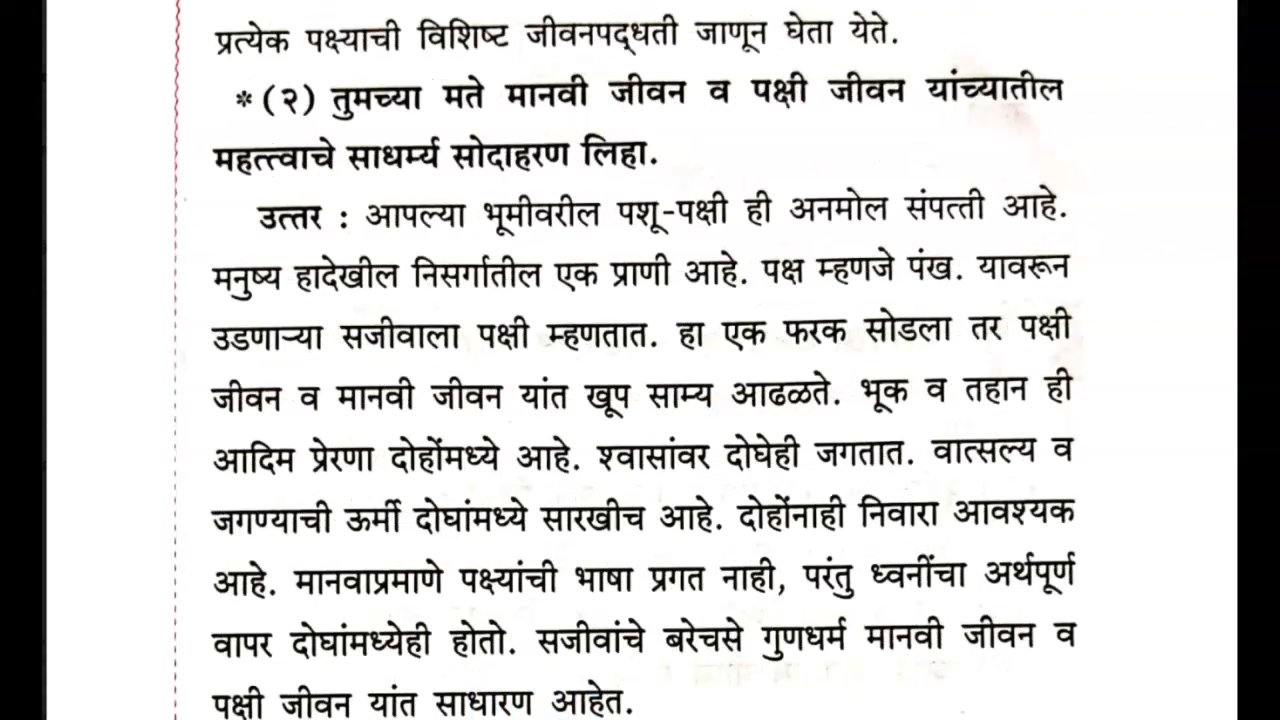 प्रत्येक पक्ष्याची विशिष्ट जीवनपद्धती जाणून घेता येते.
*(२) तुमच्या मते मानवी जीवन व पक्षी जीवन यांच्यातील
महत्त्वाचे साधर्म्य सोदाहरण लिहा.
उत्तर : आपल्या भूमीवरील पशू-पक्षी ही अनमोल संपत्ती आहे.
मनुष्य हादेखील निसर्गातील एक प्राणी आहे. पक्ष म्हणजे पंख. यावरून
उडणाऱ्या सजीवाला पक्षी म्हणतात. हा एक फरक सोडला तर पक्षी
जीवन व मानवी जीवन यांत खूप साम्य आढळते. भूक व तहान ही
आदिम प्रेरणा दोहोंमध्ये आहे. श्वासांवर दोघेही जगतात. वात्सल्य व
जगण्याची ऊर्मी दोघांमध्ये सारखीच आहे. दोहोंनाही निवारा आवश्यक
आहे. मानवाप्रमाणे पक्ष्यांची भाषा प्रगत नाही, परंतु ध्वनींचा अर्थपूर्ण
वापर दोघांमध्येही होतो. सजीवांचे बरेचसे गुणधर्म मानवी जीवन व
पक्षी जीवन यांत साधारण आहेत.